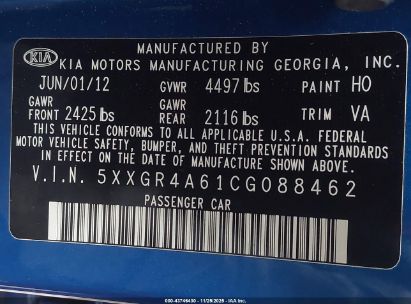 MANUFACTURED BY
KIA KIA MOTORS MANUFACTURING GEORGIA, INC.
JUN/01/12 GVWR 4497 lbs PAINT HO
GAWR GAWR
FRONT 2425 lbs REAR 2116 lbs TRIM VA
THIS VEHICLE CONFORMS TO ALL APPLICABLE U.S.A. FEDERAL
MOTOR VEHICLE SAFETY, BUMPER, AND THEFT PREVENTION STANDARDS
IN EFFECT ON THE DATE OF MANUFACTURE SHOWN ABOVE.
V.I.N. 5XXGR4A61CG088462
PASSENGER CAR